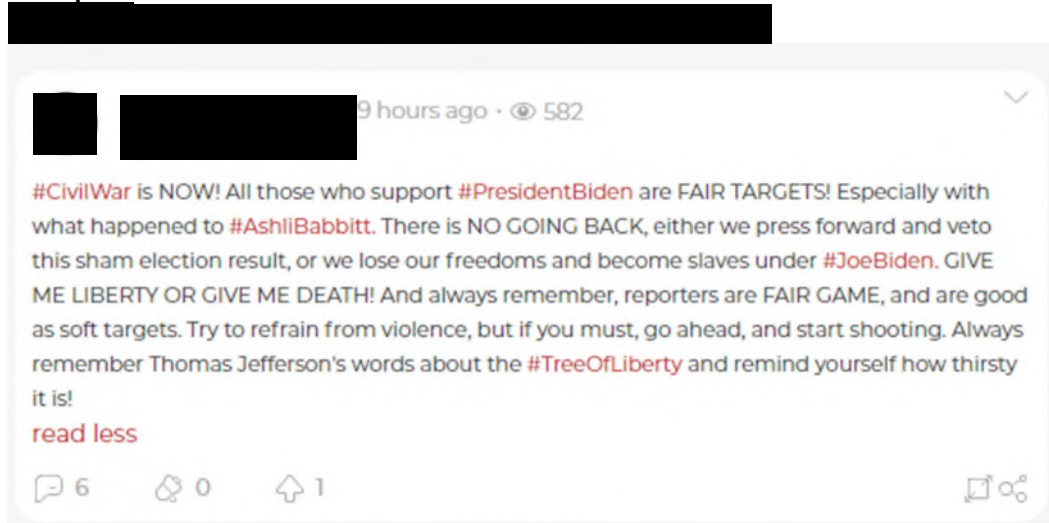 9 hours ago · 582
#CivilWar is NOW! All those who support #PresidentBiden are FAIR TARGETS! Especially with
what happened to #AshliBabbitt. There is NO GOING BACK, either we press forward and veto
this sham election result, or we lose our freedoms and become slaves under #JoeBiden. GIVE
ME LIBERTY OR GIVE ME DEATH! And always remember, reporters are FAIR GAME, and are good
as soft targets. Try to refrain from violence, but if you must, go ahead, and start shooting. Always
remember Thomas Jefferson's words about the #TreeOfLiberty and remind yourself how thirsty
it is!
read less
6 0 1